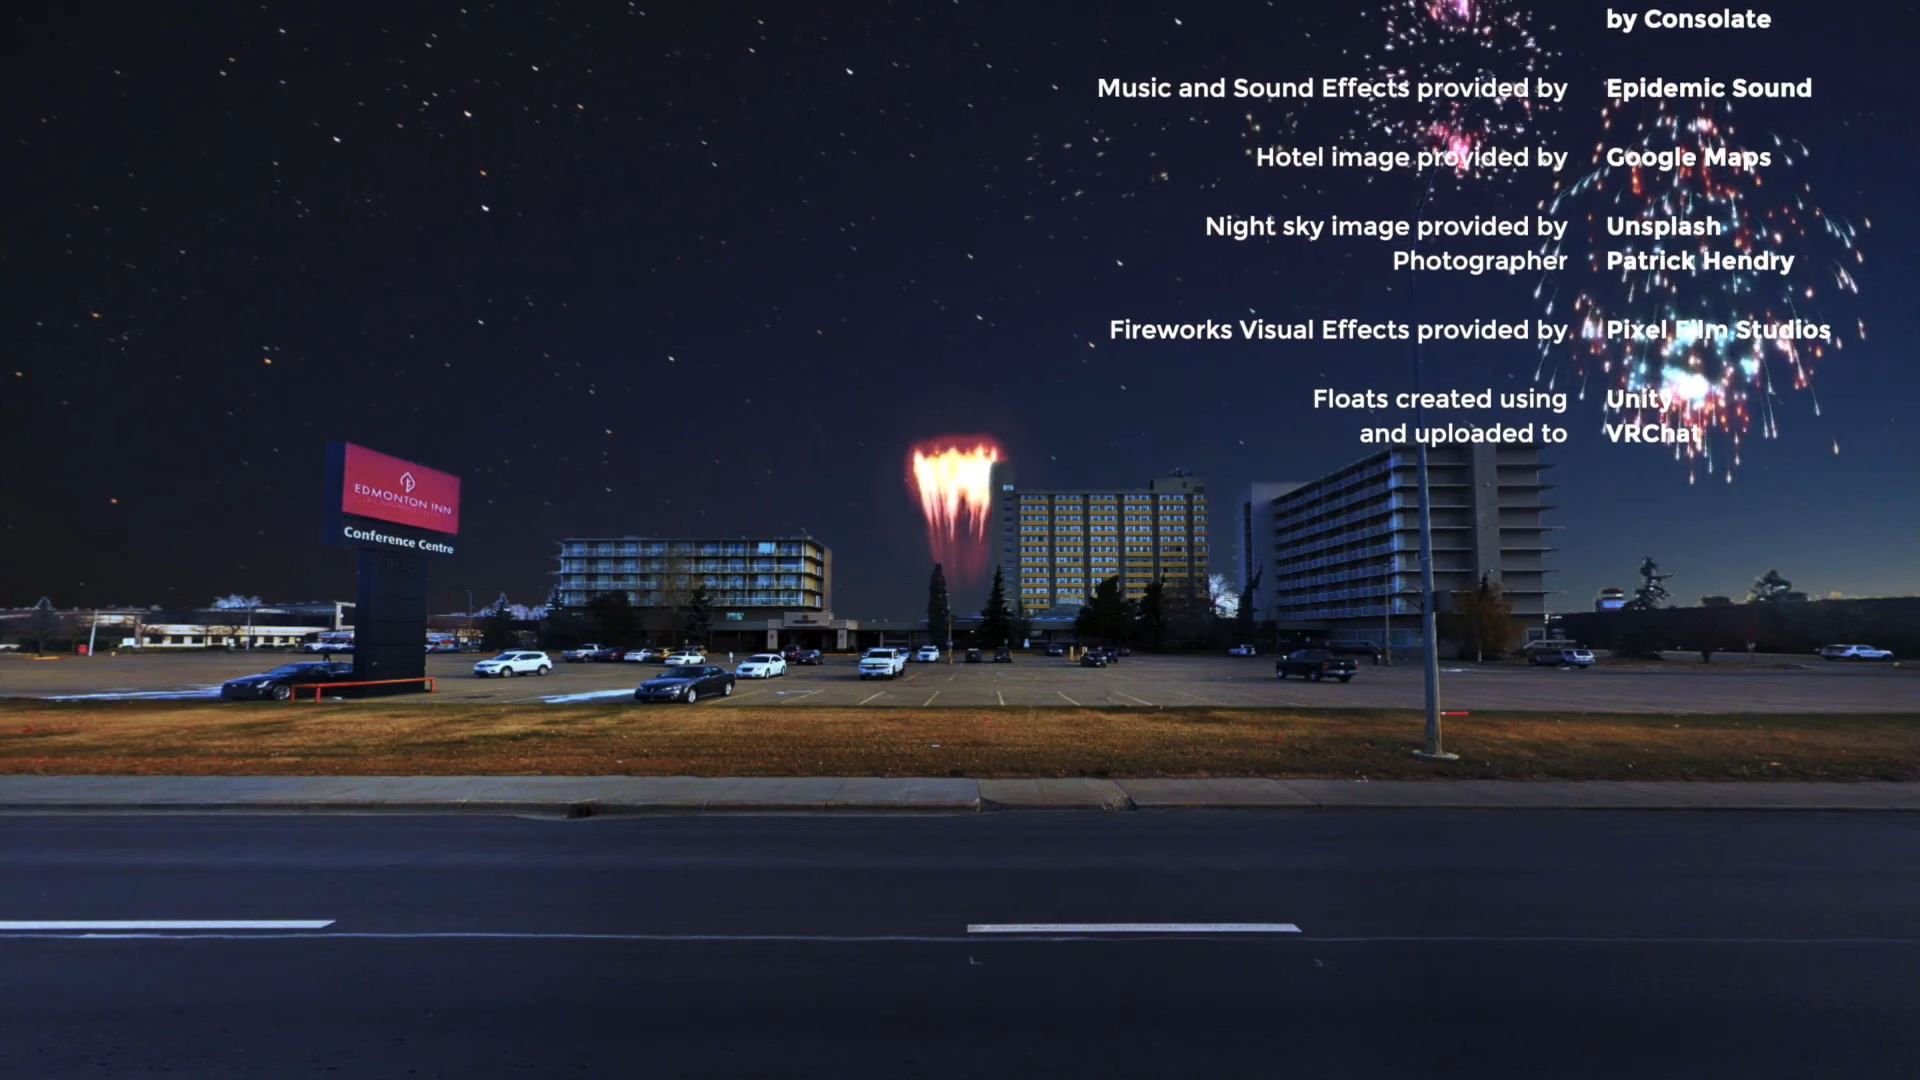 by Consolate
Music and Sound Effects provided by Epidemic Sound
Hotel image provided by Google Maps
Night sky image provided by Unsplash
Photographer Patrick Hendry
Fireworks Visual Effects provided by Pixel Film Studios
Floats created using Unity
and uploaded to VRChat
EDMONTON INN
Conference Centre